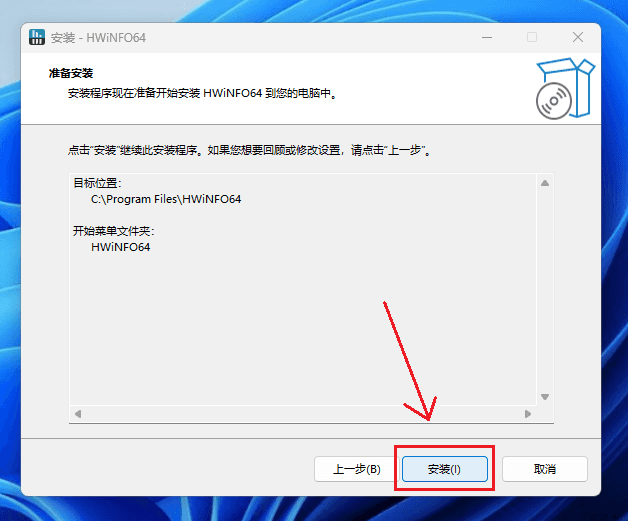 安装 - HWiNFO64
准备安装
安装程序现在准备开始安装 HWiNFO64 到您的电脑中。
点击“安装”继续此安装程序。如果您想要回顾或修改设置，请点击“上一步”。
目标位置：
C:\Program Files\HWiNFO64
开始菜单文件夹：
HWiNFO64
上一步(B)
安装(I)
取消